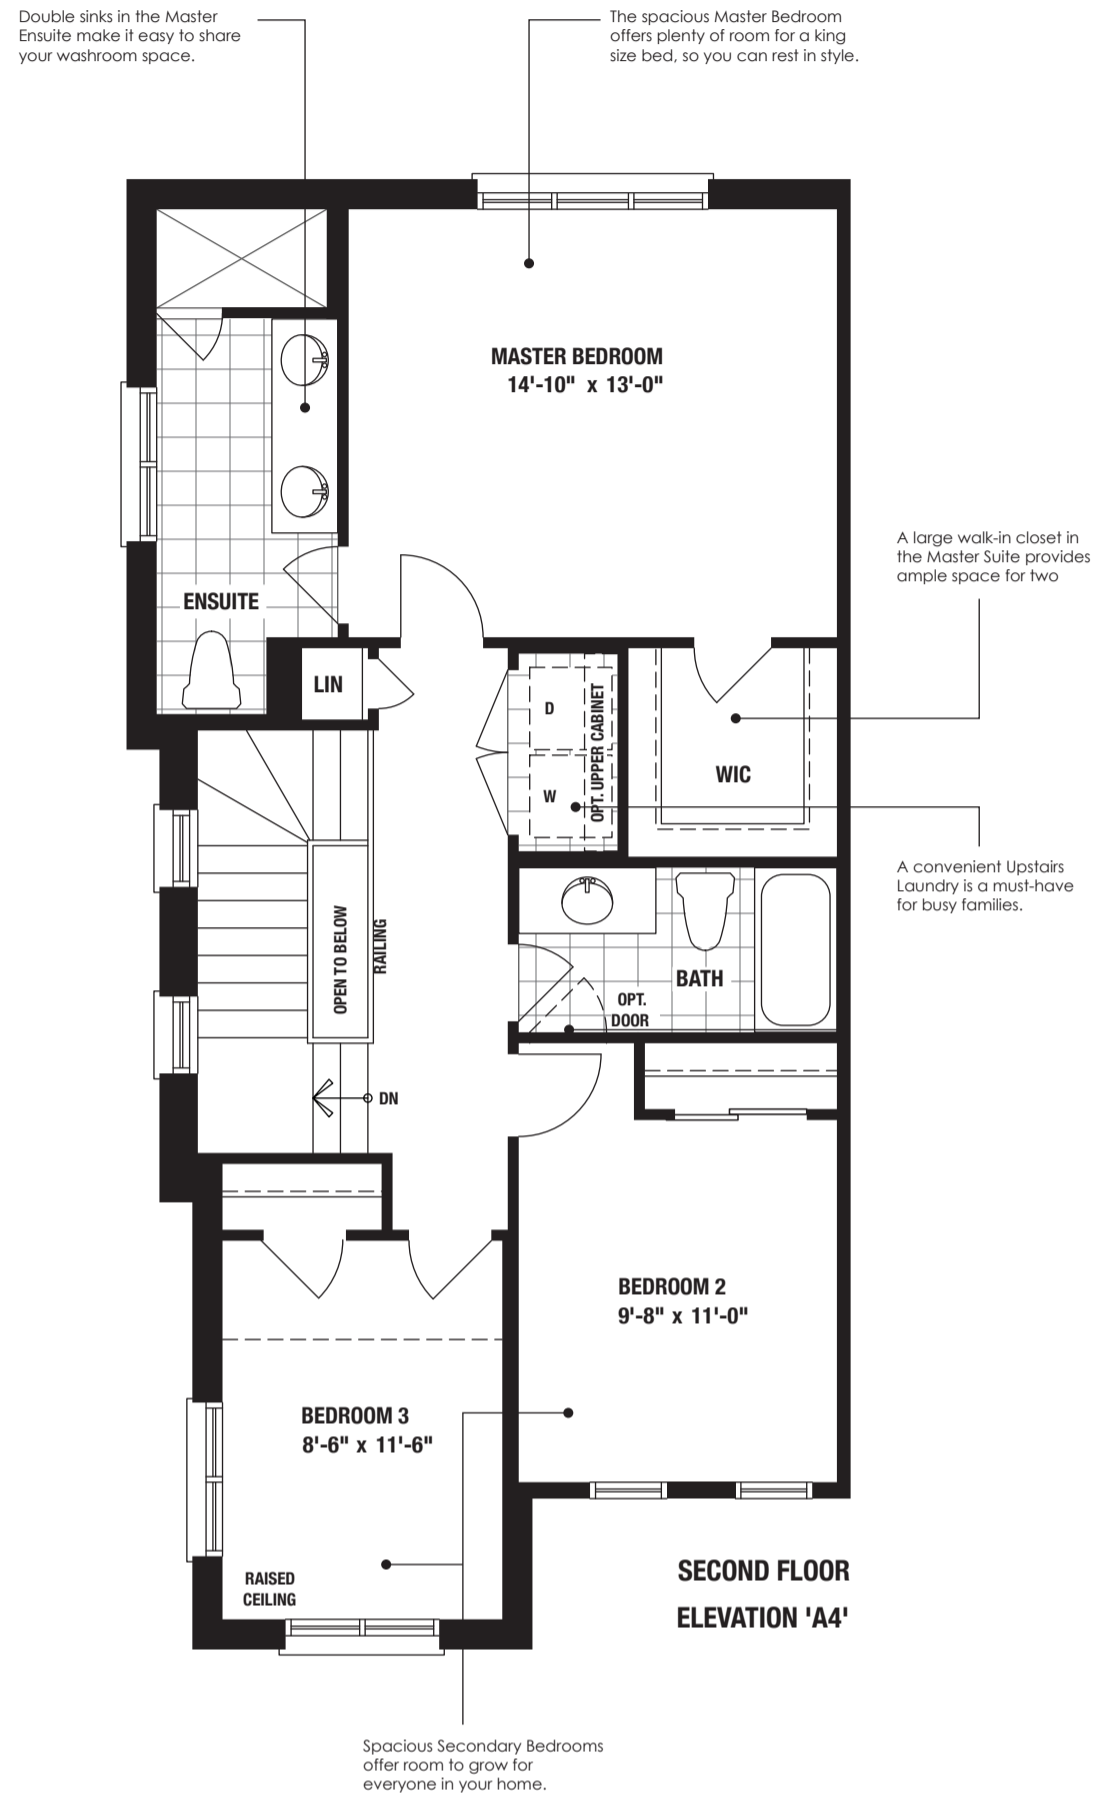 Double sinks in the Master
Ensuite make it easy to share
your washroom space.
The spacious Master Bedroom
offers plenty of room for a king
size bed, so you can rest in style.
MASTER BEDROOM
14'-10" x 13'-0"
A large walk-in closet in
the Master Suite provides
ample space for two
ENSUITE
LIN
D
W
OPT. UPPER CABINET
WIC
A convenient Upstairs
Laundry is a must-have
for busy families.
OPEN TO BELOW
RAILING
BATH
OPT.
DOOR
DN
BEDROOM 2
9'-8" x 11'-0"
BEDROOM 3
8'-6" x 11'-6"
RAISED
CEILING
SECOND FLOOR
ELEVATION 'A4'
Spacious Secondary Bedrooms
offer room to grow for
everyone in your home.